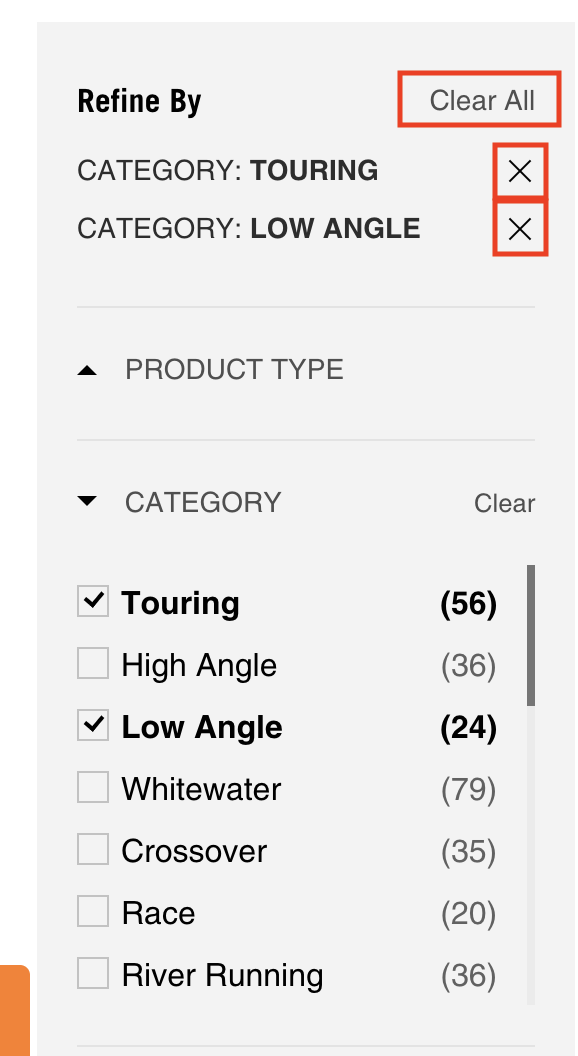 Refine By Clear All
CATEGORY: TOURING
CATEGORY: LOW ANGLE
PRODUCT TYPE
CATEGORY Clear
Touring (56)
High Angle (36)
Low Angle (24)
Whitewater (79)
Crossover (35)
Race (20)
River Running (36)